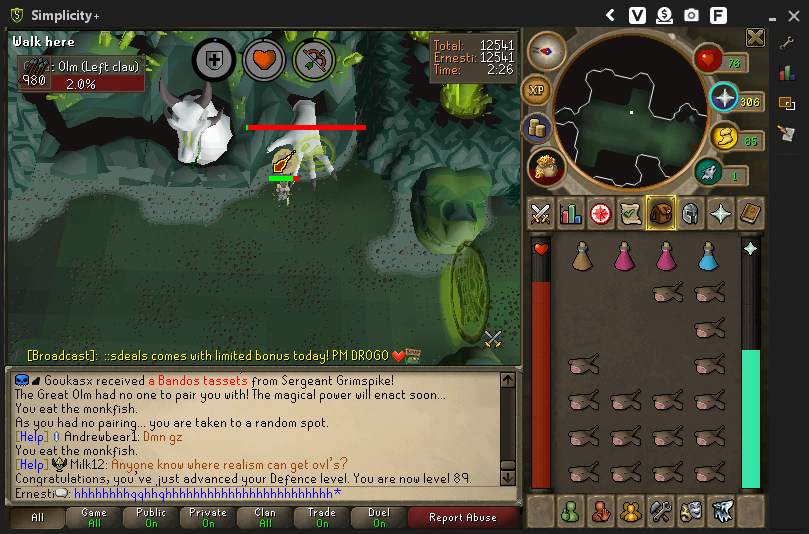 Simplicity+
V
F
Walk here
: Olm (Left claw)
980
2.0%
Total: 12541
Ernesti: 12541
Time: 2:26
XP
76
306
65
1
[Broadcast]: ::sdeals comes with limited bonus today! PM DROGO
Goukasx received a Bandos tassets from Sergeant Grimspike!
The Great Olm had no one to pair you with! The magical power will enact soon...
You eat the monkfish.
As you had no pairing... you are taken to a random spot.
[Help] Andrewbear1: Dmn gz
You eat the monkfish.
[Help] Milk12: Anyone know where realism can get ovl's?
Congratulations, you've just advanced your Defence level. You are now level 89.
All
Game All
Public On
Private On
Clan All
Trade On
Duel On
Report Abuse